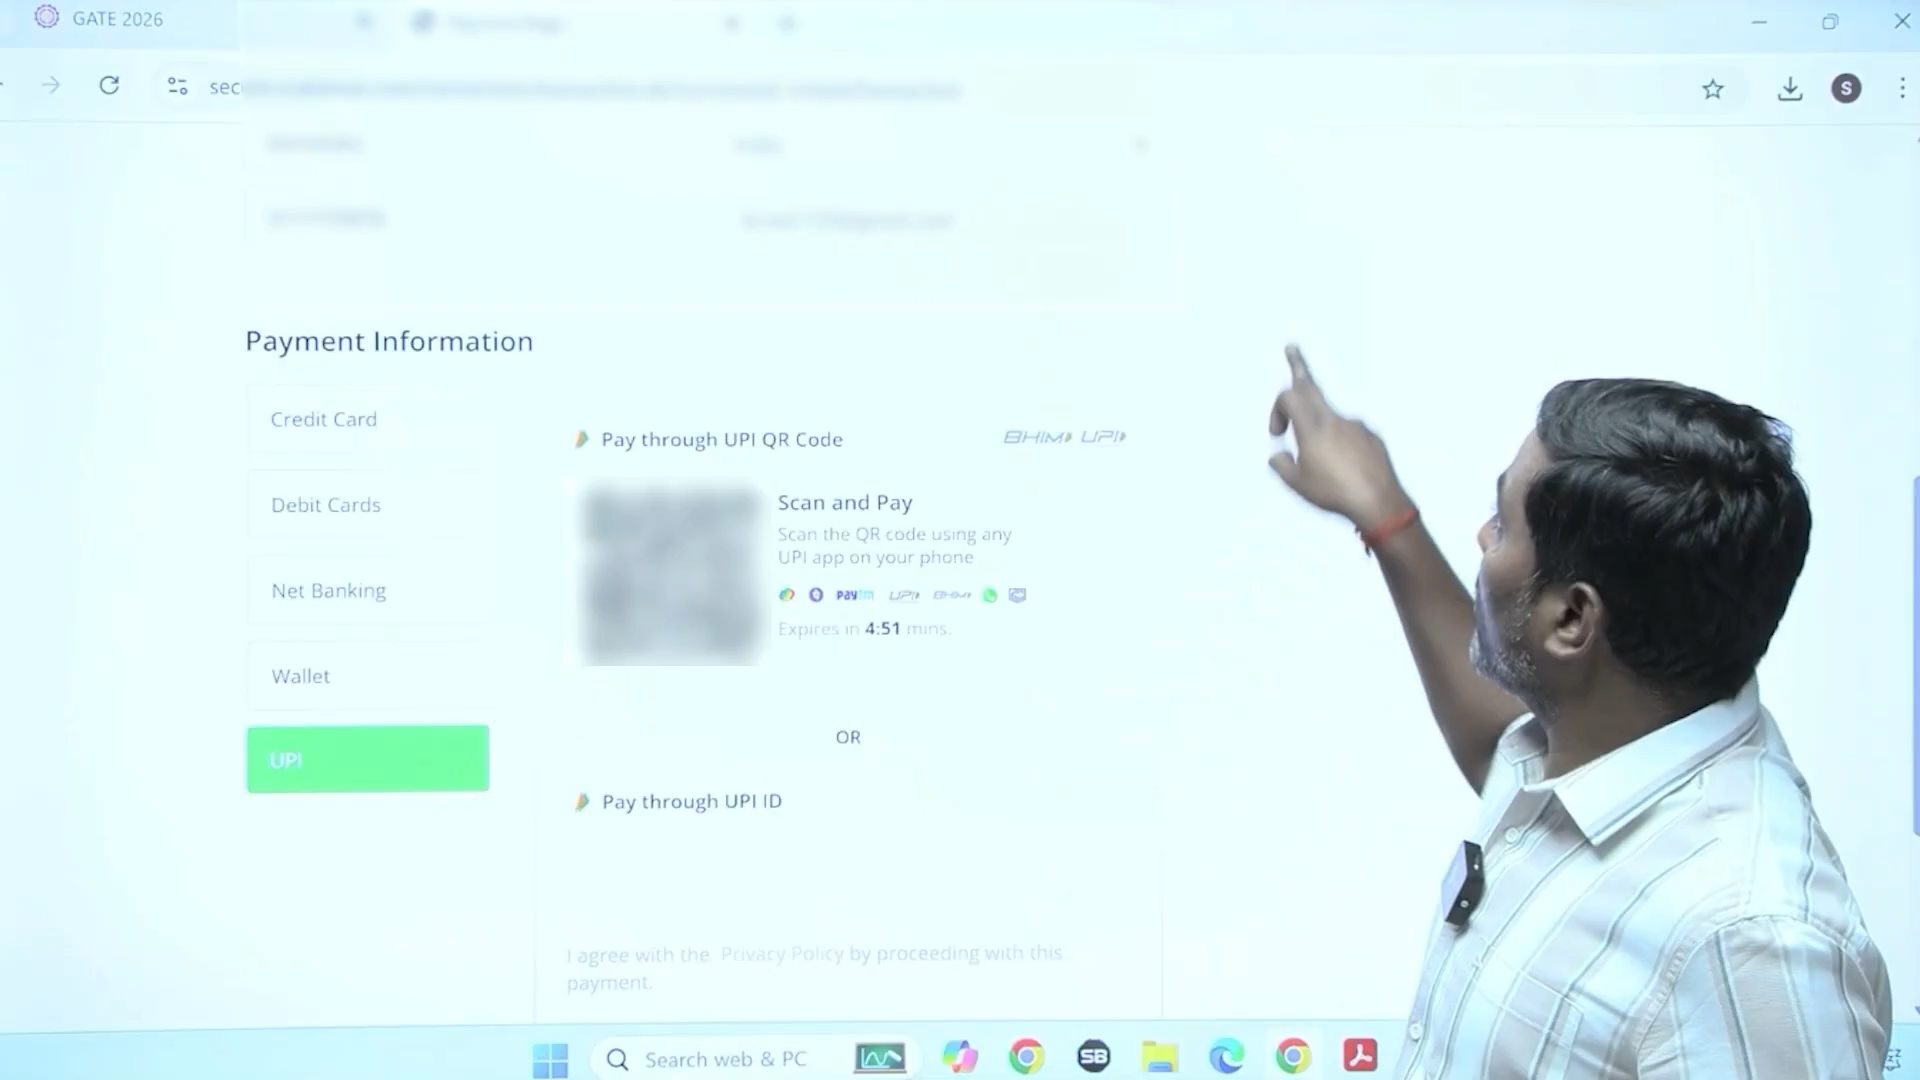 GATE 2026
sec
S
Payment Information
Credit Card
Debit Cards
Net Banking
Wallet
UPI
Pay through UPI QR Code
BHIM UPI
Scan and Pay
Scan the QR code using any
UPI app on your phone
Paytm UPI BHIM
Expires in 4:51 mins.
OR
Pay through UPI ID
I agree with the Privacy Policy by proceeding with this
payment.
Search web & PC
SB